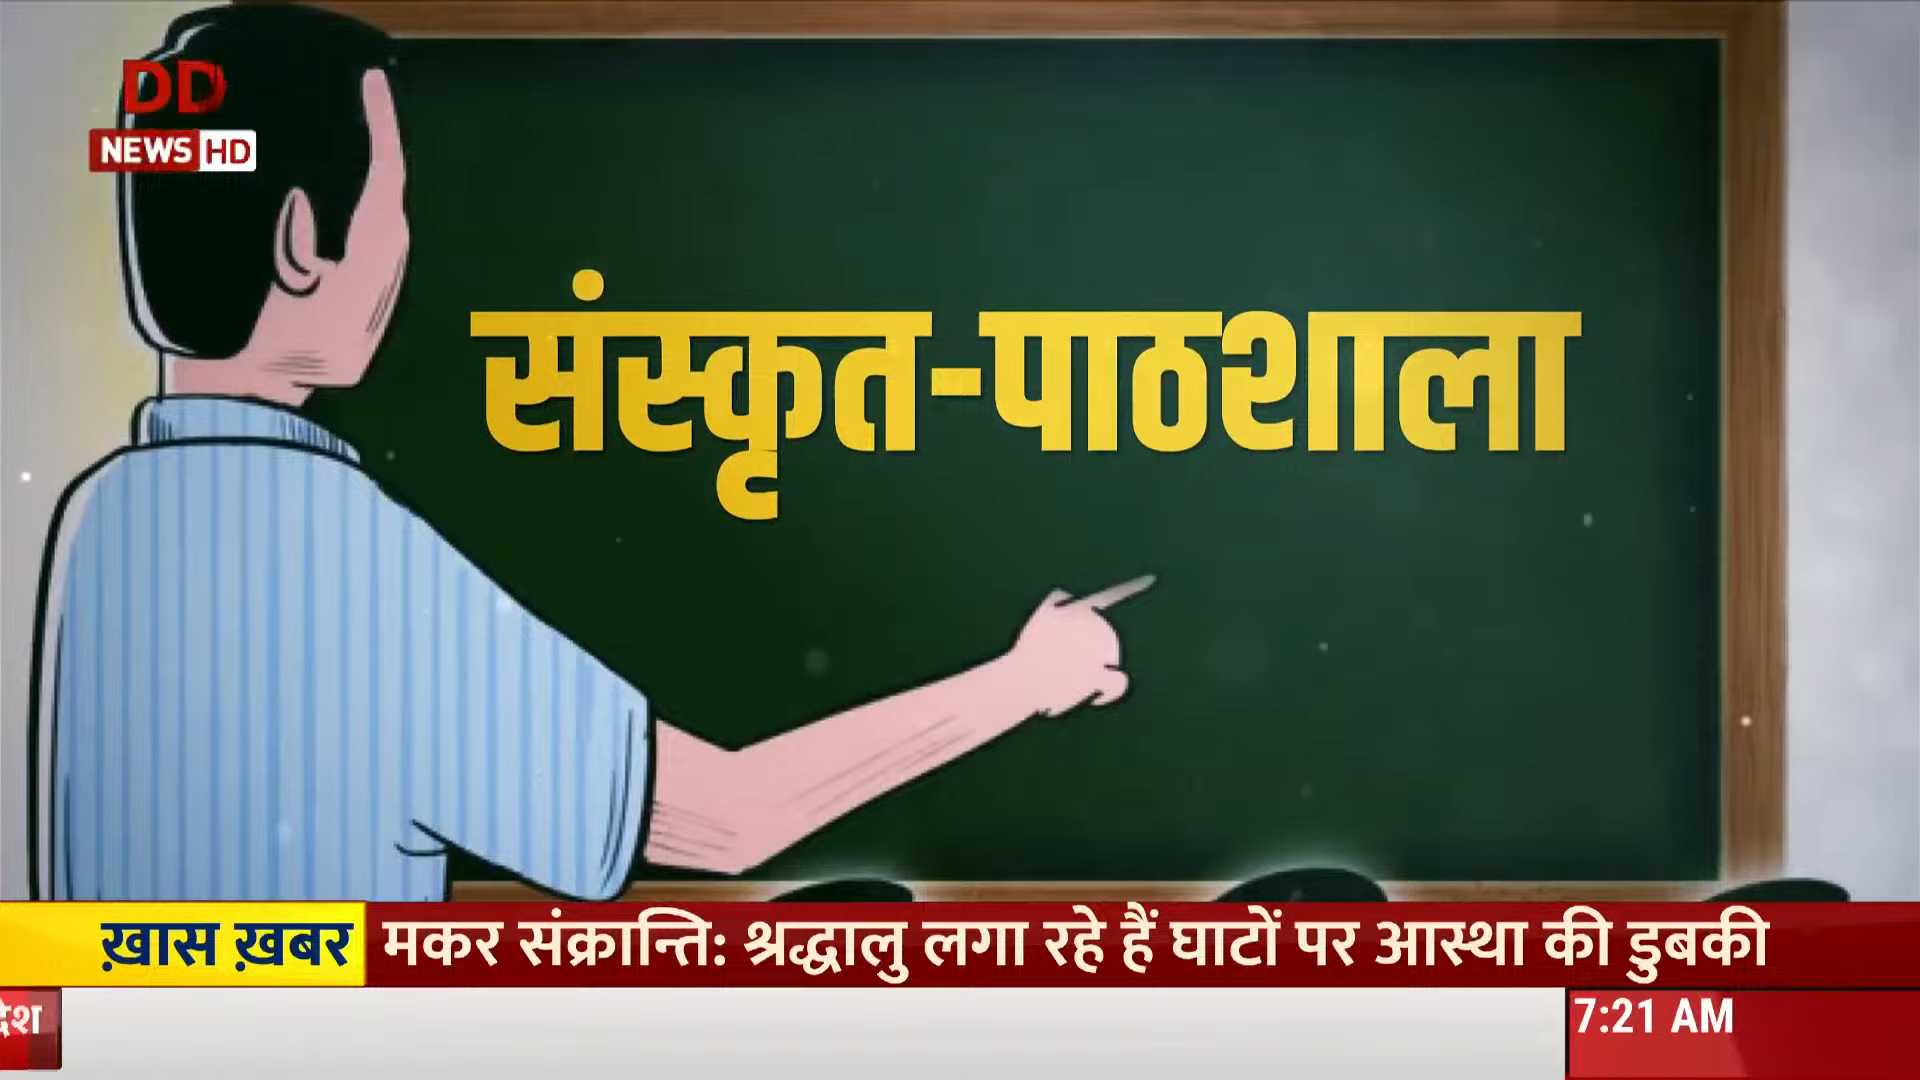 DD
NEWS HD
संस्कृत-पाठशाला
ख़ास ख़बर
मकर संक्रान्ति: श्रद्धालु लगा रहे हैं घाटों पर आस्था की डुबकी
7:21 AM